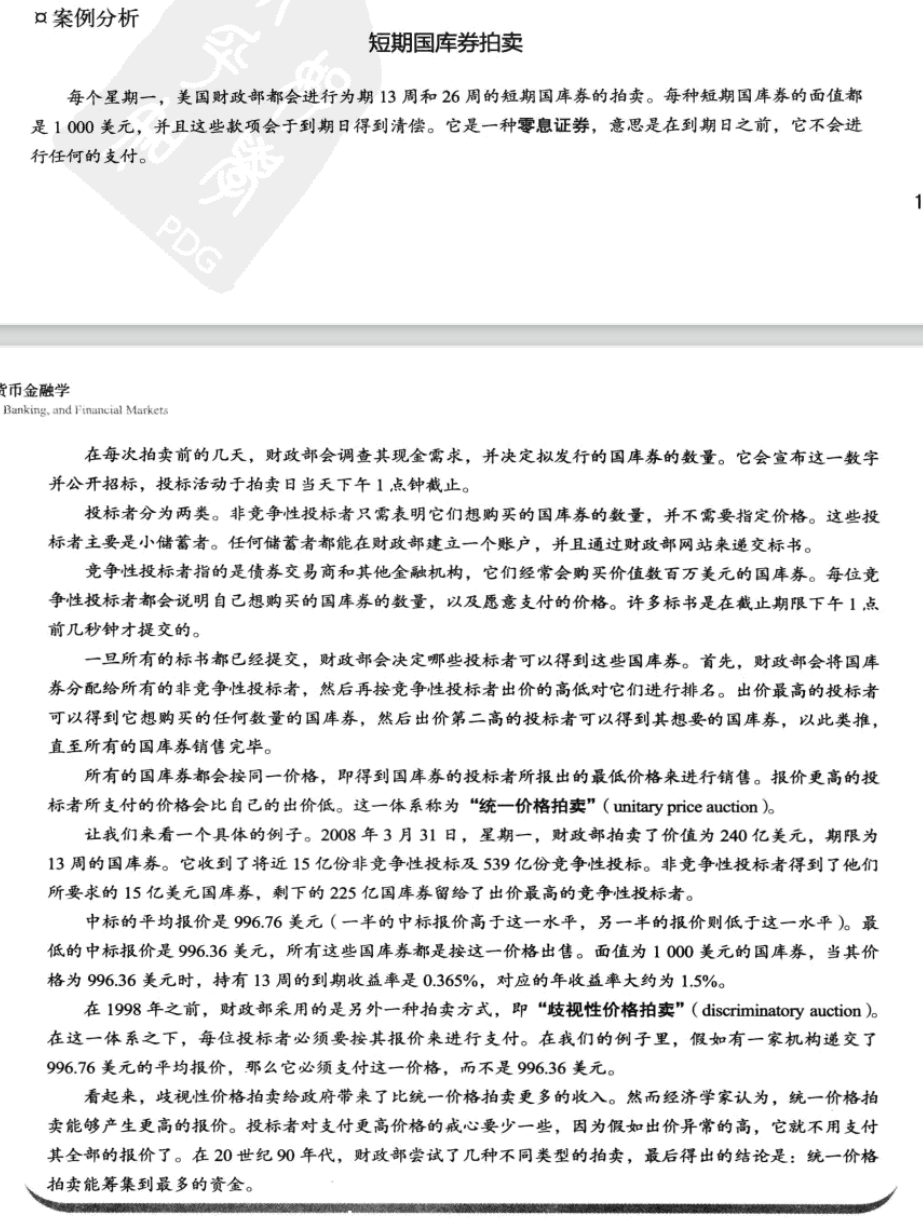 ¤ 案例分析
短期国库券拍卖
每个星期一，美国财政部都会进行为期 13 周和 26 周的短期国库券的拍卖。每种短期国库券的面值都
是 1 000 美元，并且这些款项会于到期日得到清偿。它是一种零息证券，意思是在到期日之前，它不会进
行任何的支付。
1
PDG
货币金融学
Banking, and Financial Markets
在每次拍卖前的几天，财政部会调查其现金需求，并决定拟发行的国库券的数量。它会宣布这一数字
并公开招标，投标活动于拍卖日当天下午 1 点钟截止。
投标者分为两类。非竞争性投标者只需表明它们想购买的国库券的数量，并不需要指定价格。这些投
标者主要是小储蓄者。任何储蓄者都能在财政部建立一个账户，并且通过财政部网站来递交标书。
竞争性投标者指的是债券交易商和其他金融机构，它们经常会购买价值数百万美元的国库券。每位竞
争性投标者都会说明自己想购买的国库券的数量，以及愿意支付的价格。许多标书是在截止期限下午 1 点
前几秒钟才提交的。
一旦所有的标书都已经提交，财政部会决定哪些投标者可以得到这些国库券。首先，财政部会将国库
券分配给所有的非竞争性投标者，然后再按竞争性投标者出价的高低对它们进行排名。出价最高的投标者
可以得到它想购买的任何数量的国库券，然后出价第二高的投标者可以得到其想要的国库券，以此类推，
直至所有的国库券销售完毕。
所有的国库券都会按同一价格，即得到国库券的投标者所报出的最低价格来进行销售。报价更高的投
标者所支付的价格会比自己的出价低。这一体系称为“统一价格拍卖”（unitary price auction）。
让我们来看一个具体的例子。2008 年 3 月 31 日，星期一，财政部拍卖了价值为 240 亿美元，期限为
13 周的国库券。它收到了将近 15 亿份非竞争性投标及 539 亿份竞争性投标。非竞争性投标者得到了他们
所要求的 15 亿美元国库券，剩下的 225 亿国库券留给了出价最高的竞争性投标者。
中标的平均报价是 996.76 美元（一半的中标报价高于这一水平，另一半的报价则低于这一水平）。最
低的中标报价是 996.36 美元，所有这些国库券都是按这一价格出售。面值为 1 000 美元的国库券，当其价
格为 996.36 美元时，持有 13 周的到期收益率是 0.365%，对应的年收益率大约为 1.5%。
在 1998 年之前，财政部采用的是另外一种拍卖方式，即“歧视性价格拍卖”（discriminatory auction）。
在这一体系之下，每位投标者必须要按其报价来进行支付。在我们的例子里，假如有一家机构递交了
996.76 美元的平均报价，那么它必须支付这一价格，而不是 996.36 美元。
看起来，歧视性价格拍卖给政府带来了比统一价格拍卖更多的收入。然而经济学家认为，统一价格拍
卖能够产生更高的报价。投标者对支付更高价格的戒心要少一些，因为假如出价异常的高，它就不用支付
其全部的报价了。在 20 世纪 90 年代，财政部尝试了几种不同类型的拍卖，最后得出的结论是：统一价格
拍卖能筹集到最多的资金。